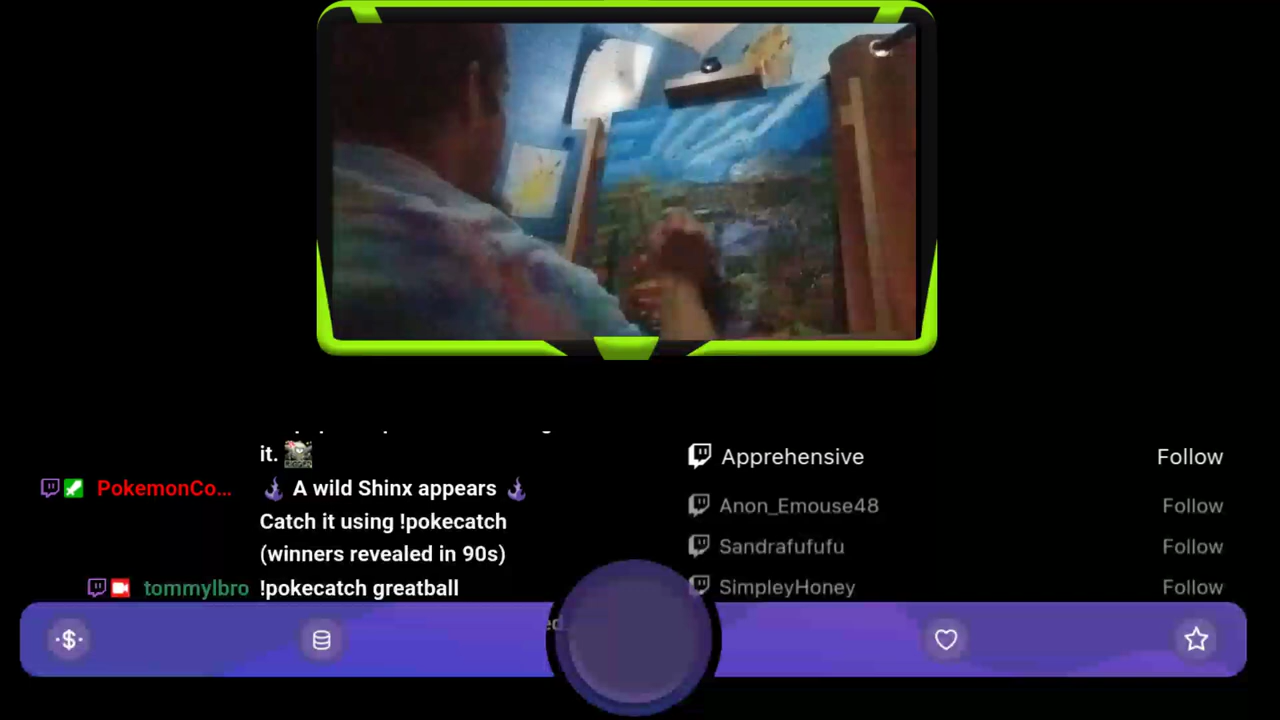 it.
PokemonCo... A wild Shinx appears
Catch it using !pokecatch
(winners revealed in 90s)
tommylbro !pokecatch greatball
ed
Apprehensive Follow
Anon_Emouse48 Follow
Sandrafufufu Follow
SimpleyHoney Follow